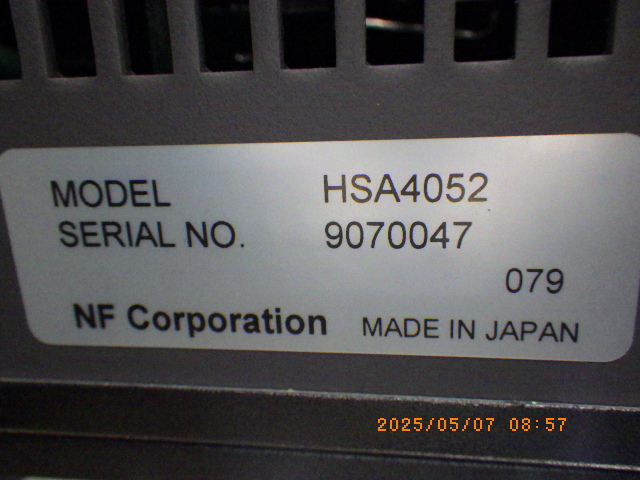 MODEL HSA4052
SERIAL NO. 9070047
079
NF Corporation MADE IN JAPAN
2025/05/07 08:57